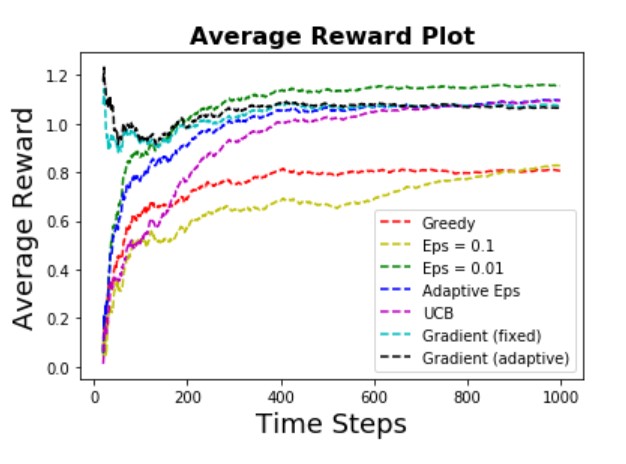 Average Reward Plot
Average Reward
1.2
1.0
0.8
0.6
0.4
0.2
0.0
Greedy
Eps = 0.1
Eps = 0.01
Adaptive Eps
UCB
Gradient (fixed)
Gradient (adaptive)
0 200 400 600 800 1000
Time Steps